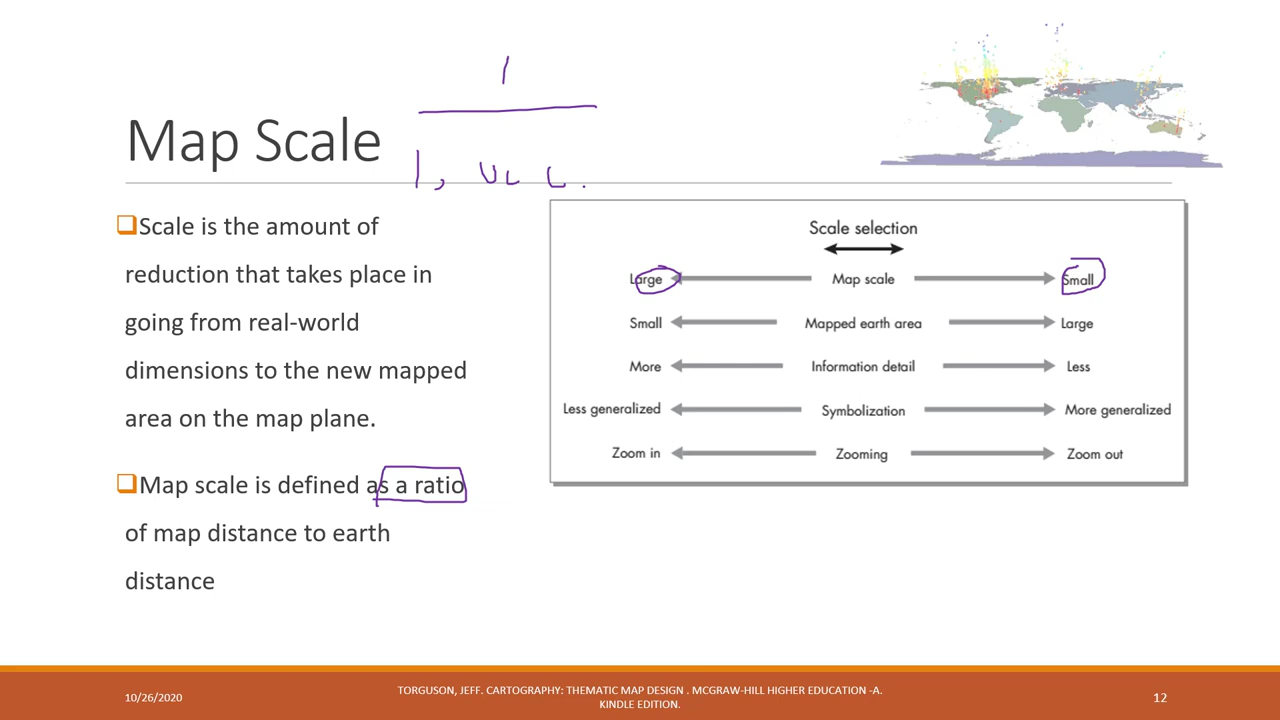 1
Map Scale
❑Scale is the amount of
reduction that takes place in
going from real-world
dimensions to the new mapped
area on the map plane.
❑Map scale is defined as a ratio
of map distance to earth
distance
Scale selection
Large Map scale Small
Small Mapped earth area Large
More Information detail Less
Less generalized Symbolization More generalized
Zoom in Zooming Zoom out
10/26/2020
TORGUSON, JEFF. CARTOGRAPHY: THEMATIC MAP DESIGN . MCGRAW-HILL HIGHER EDUCATION -A.
KINDLE EDITION.
12